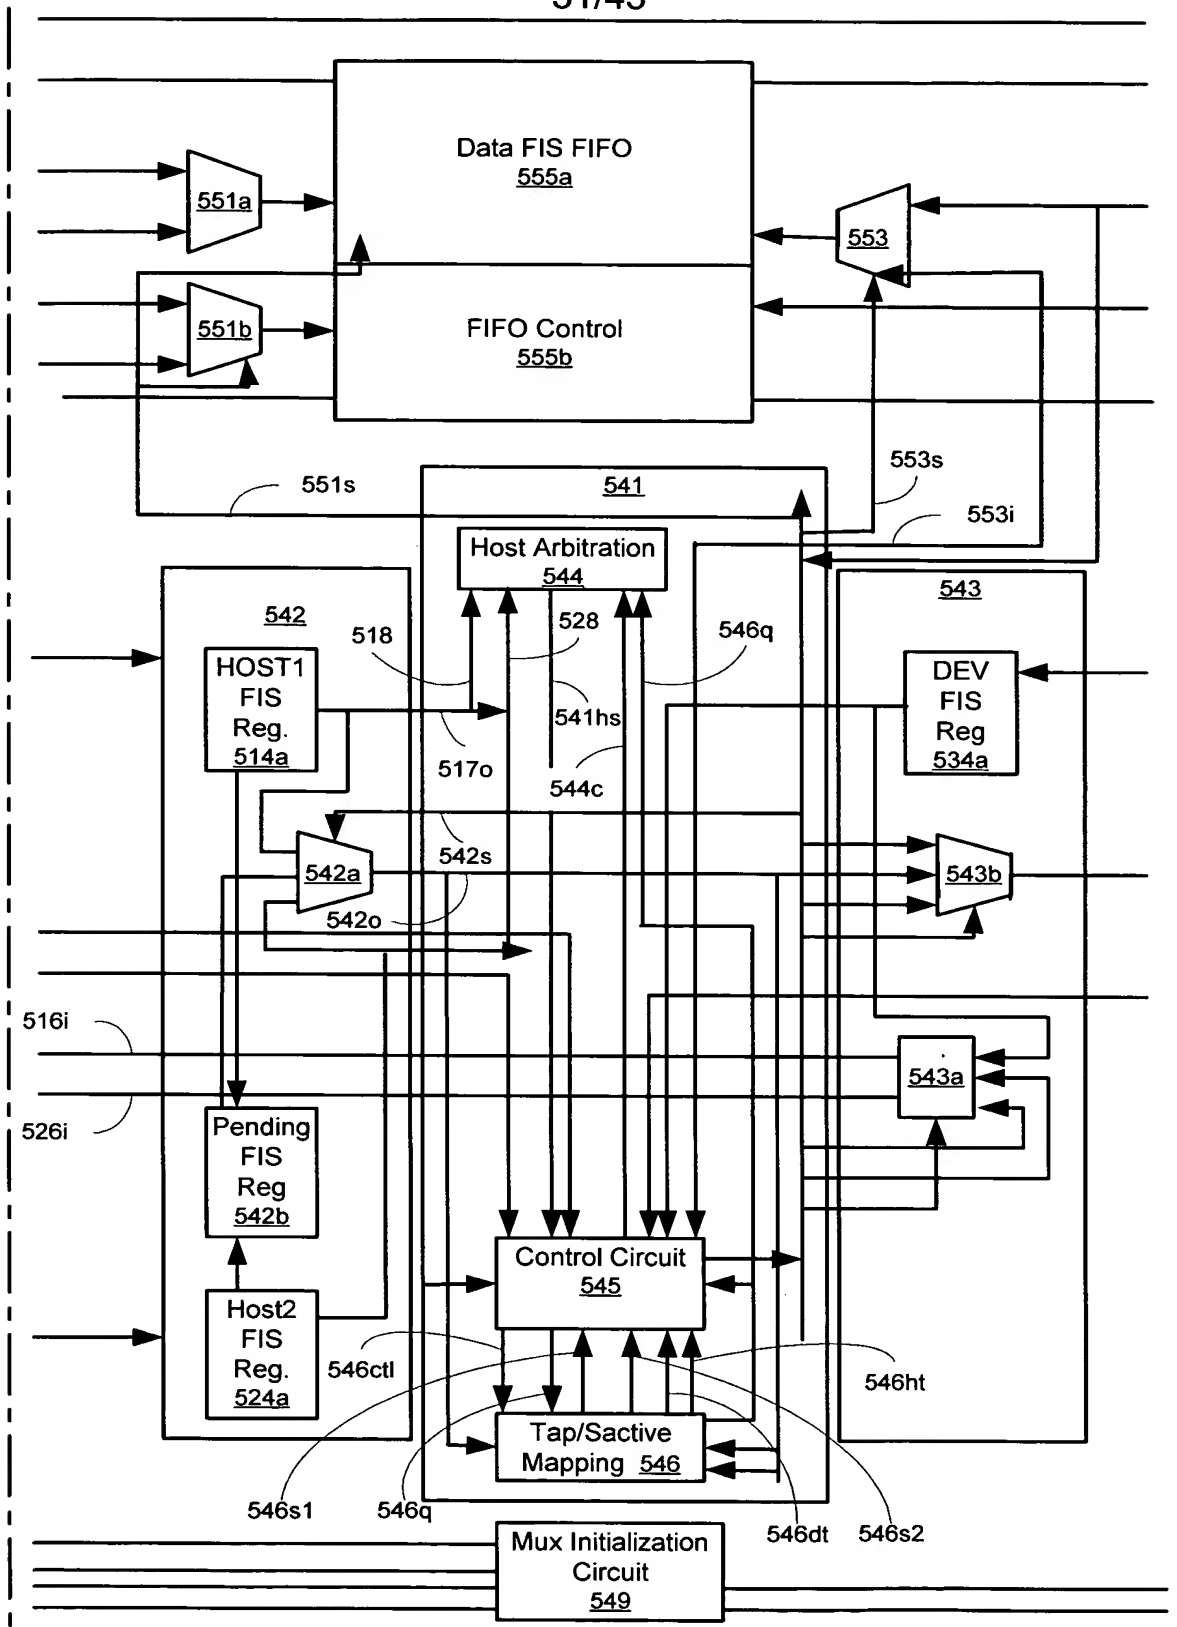 Data FIS FIFO
555a
551a
553
FIFO Control
555b
551b
553s
551s
541
553i
Host Arbitration
544
543
542
518
528
546q
HOST1
FIS
Reg.
514a
DEV
FIS
Reg
534a
541hs
517o
544c
542s
542a
543b
542o
516i
543a
526i
Pending
FIS
Reg
542b
Control Circuit
545
Host2
FIS
Reg.
524a
546ctl
546ht
Tap/Sactive
Mapping 546
546s1
546q
546dt
546s2
Mux Initialization
Circuit
549